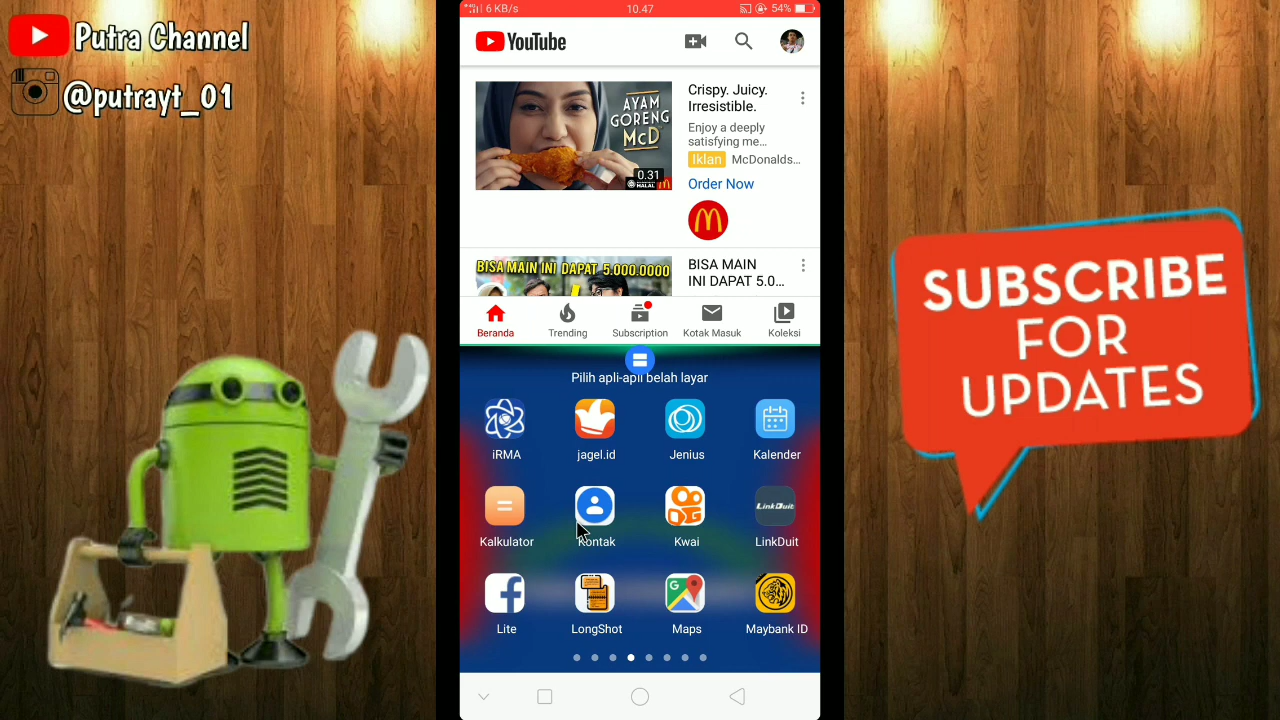 Putra Channel
@putrayt_01
6 KB/s
10.47
54%
YouTube
AYAM
GORENG
McD
0.31
HALAL
Crispy. Juicy.
Irresistible.
Enjoy a deeply
satisfying me...
Iklan McDonalds...
Order Now
BISA MAIN INI DAPAT 5.000.0000
BISA MAIN
INI DAPAT 5.0...
Beranda
Trending
Subscription
Kotak Masuk
Koleksi
Pilih apli-apli belah layar
iRMA
jagel.id
Jenius
Kalender
Kalkulator
Kontak
Kwai
LinkDuit
LinkDuit
Lite
LongShot
Maps
Maybank ID
SUBSCRIBE
FOR
UPDATES